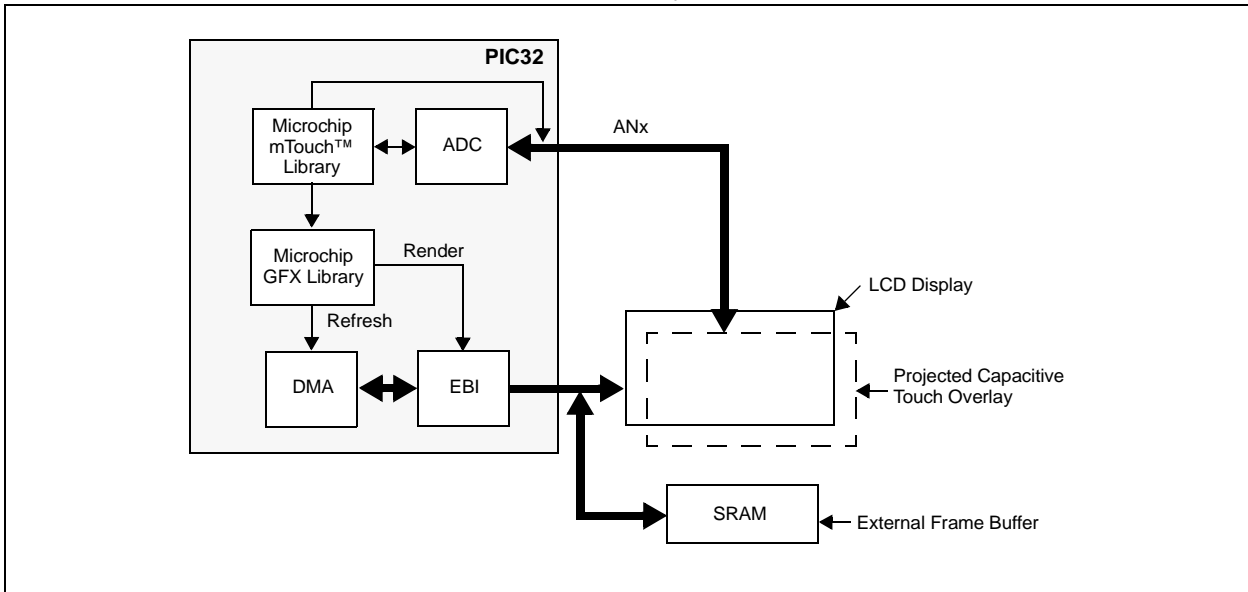 PIC32
Microchip
mTouch™
Library
ADC
ANx
Microchip
GFX Library
Render
Refresh
DMA
EBI
LCD Display
Projected Capacitive
Touch Overlay
SRAM
External Frame Buffer